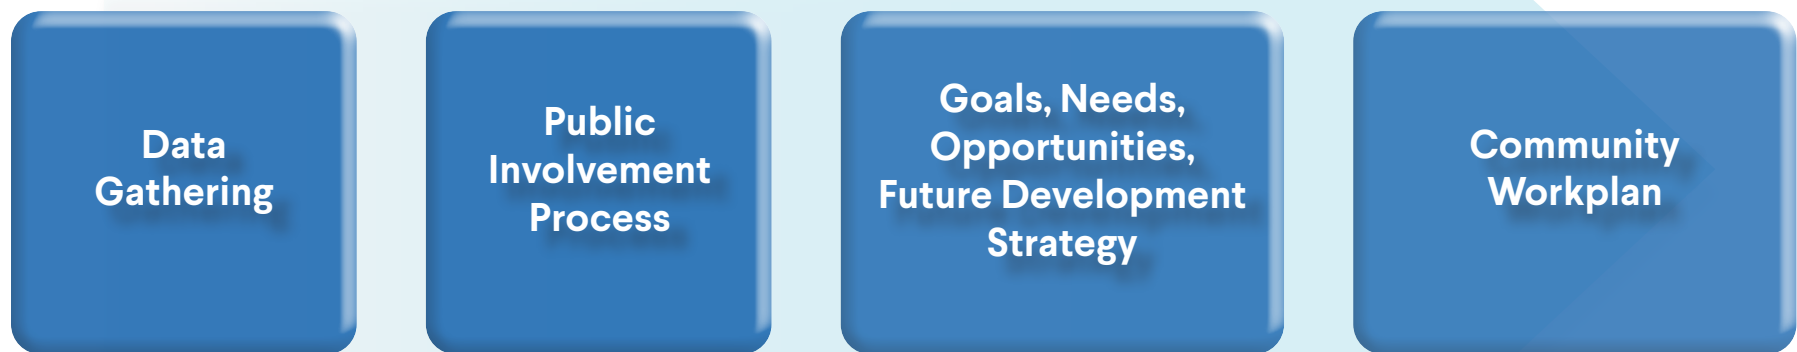 Data
Gathering
Public
Involvement
Process
Goals, Needs,
Opportunities,
Future Development
Strategy
Community
Workplan